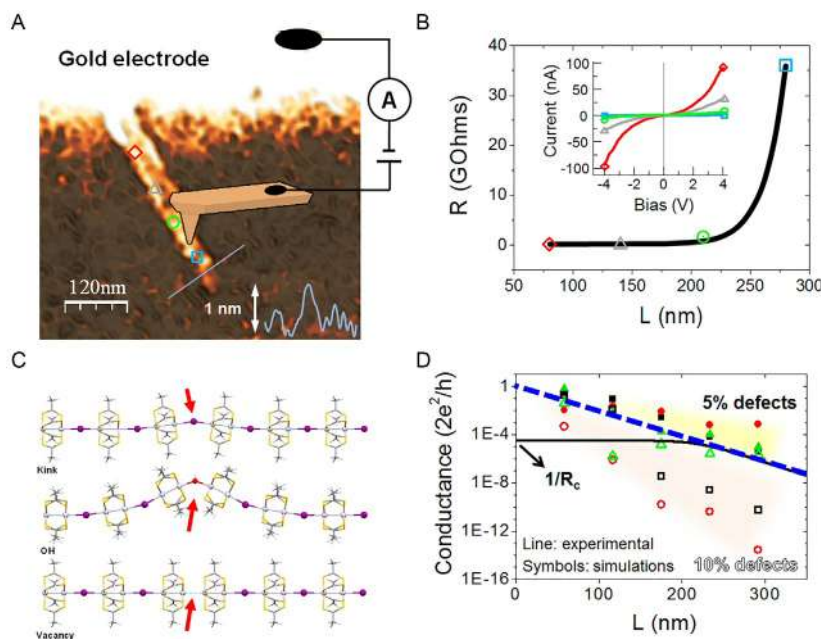 A
Gold electrode
A
120nm
1 nm
B
R (GOhms)
40
30
20
10
0
50 100 150 200 250 300
L (nm)
Current (nA)
100
50
0
-50
-100
-4 -2 0 2 4
Bias (V)
C
Kink
OH
Vacancy
D
Conductance (2e²/h)
1
1E-4
1E-8
1E-12
1E-16
5% defects
1/Rc
Line: experimental
Symbols: simulations
10% defects
0 100 200 300
L (nm)